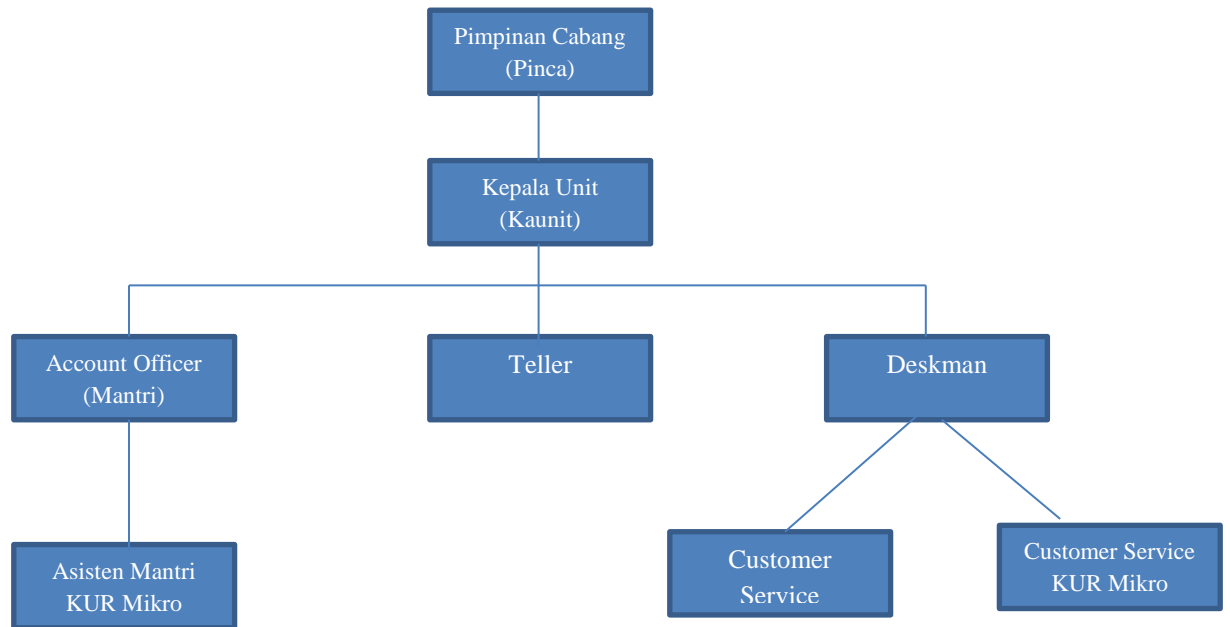 Pimpinan Cabang
(Pinca)
Kepala Unit
(Kaunit)
Account Officer
(Mantri)
Teller
Deskman
Asisten Mantri
KUR Mikro
Customer
Service
Customer Service
KUR Mikro